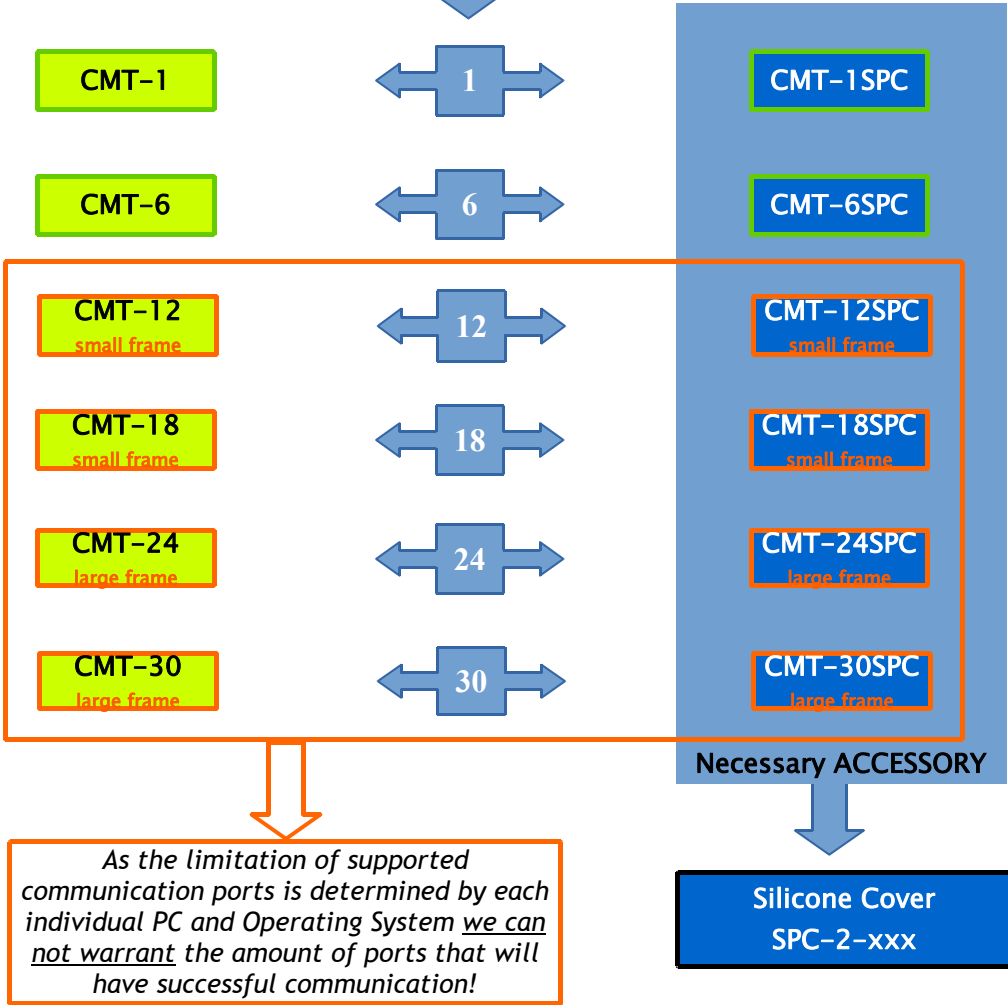 CMT-1
1
CMT-1SPC
CMT-6
6
CMT-6SPC
CMT-12
small frame
12
CMT-12SPC
small frame
CMT-18
small frame
18
CMT-18SPC
small frame
CMT-24
large frame
24
CMT-24SPC
large frame
CMT-30
large frame
30
CMT-30SPC
large frame
Necessary ACCESSORY
As the limitation of supported
communication ports is determined by each
individual PC and Operating System we can
not warrant the amount of ports that will
have successful communication!
Silicone Cover
SPC-2-xxx